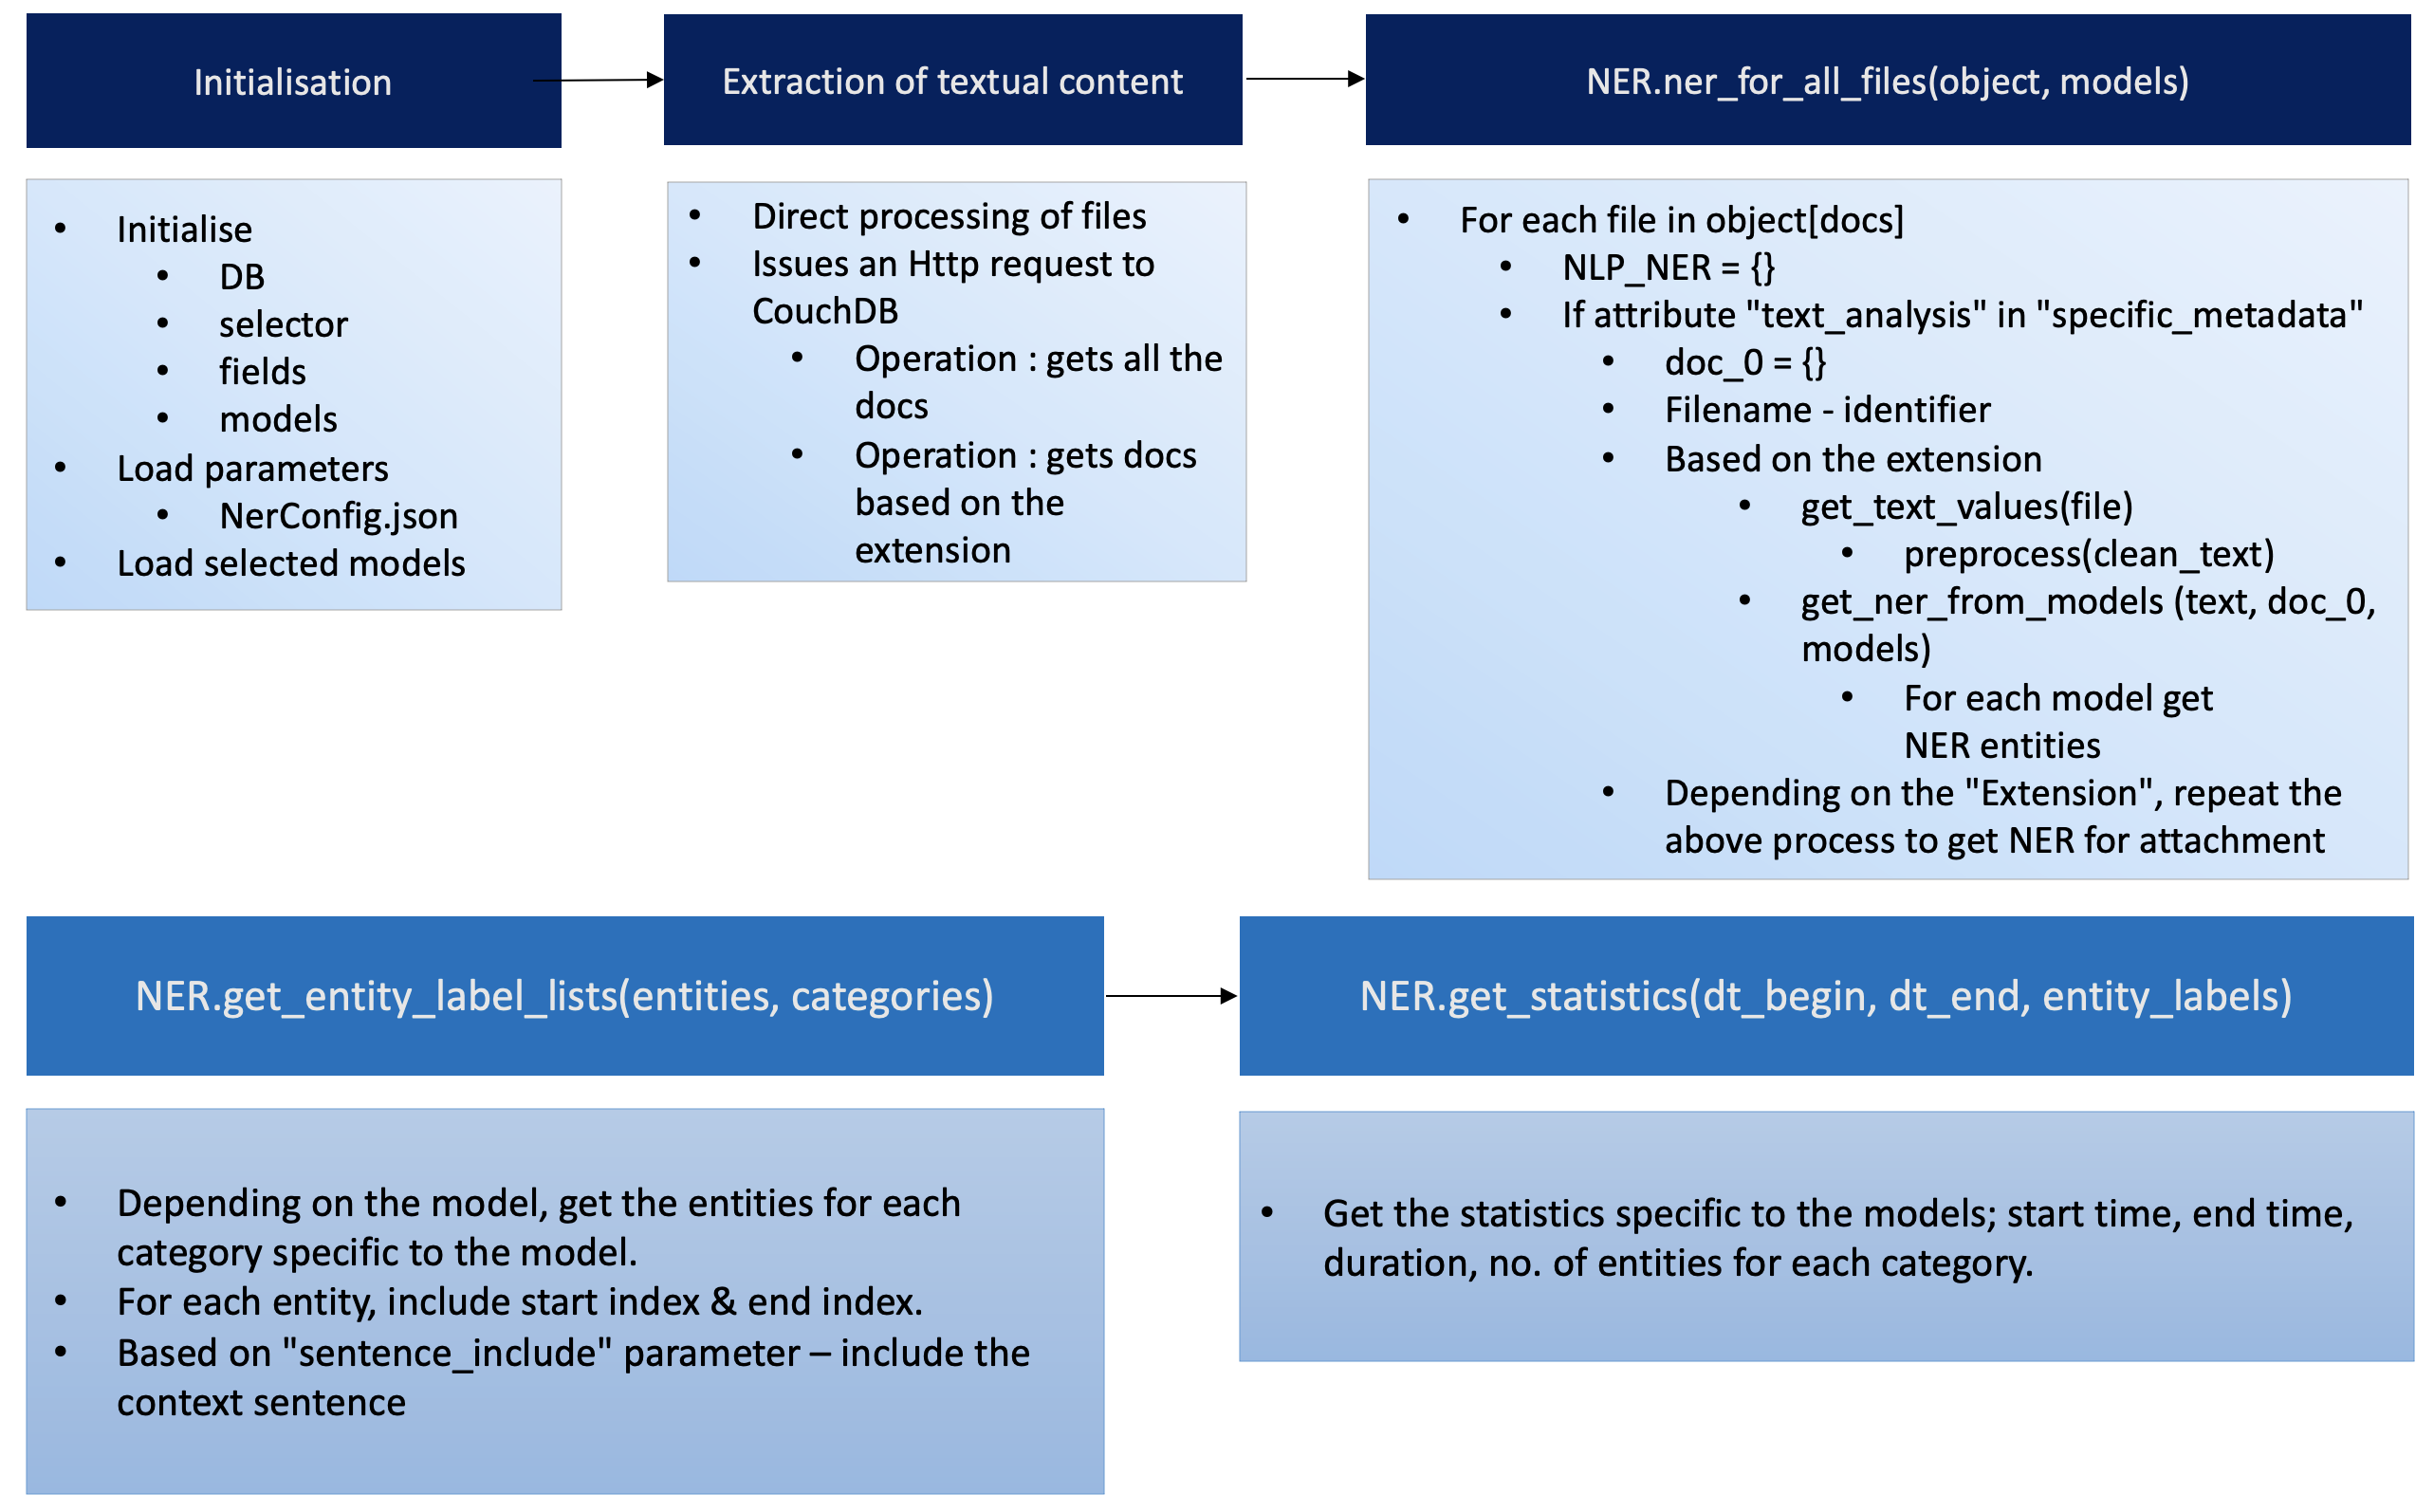 Initialisation
Extraction of textual content
NER.ner_for_all_files(object, models)
• Initialise
• DB
• selector
• fields
• models
• Load parameters
• NerConfig.json
• Load selected models
• Direct processing of files
• Issues an Http request to
CouchDB
• Operation : gets all the
docs
• Operation : gets docs
based on the
extension
• For each file in object[docs]
• NLP_NER = {}
• If attribute "text_analysis" in "specific_metadata"
• doc_0 = {}
• Filename - identifier
• Based on the extension
• get_text_values(file)
• preprocess(clean_text)
• get_ner_from_models (text, doc_0,
models)
• For each model get
NER entities
• Depending on the "Extension", repeat the
above process to get NER for attachment
NER.get_entity_label_lists(entities, categories)
NER.get_statistics(dt_begin, dt_end, entity_labels)
• Depending on the model, get the entities for each
category specific to the model.
• For each entity, include start index & end index.
• Based on "sentence_include" parameter – include the
context sentence
• Get the statistics specific to the models; start time, end time,
duration, no. of entities for each category.